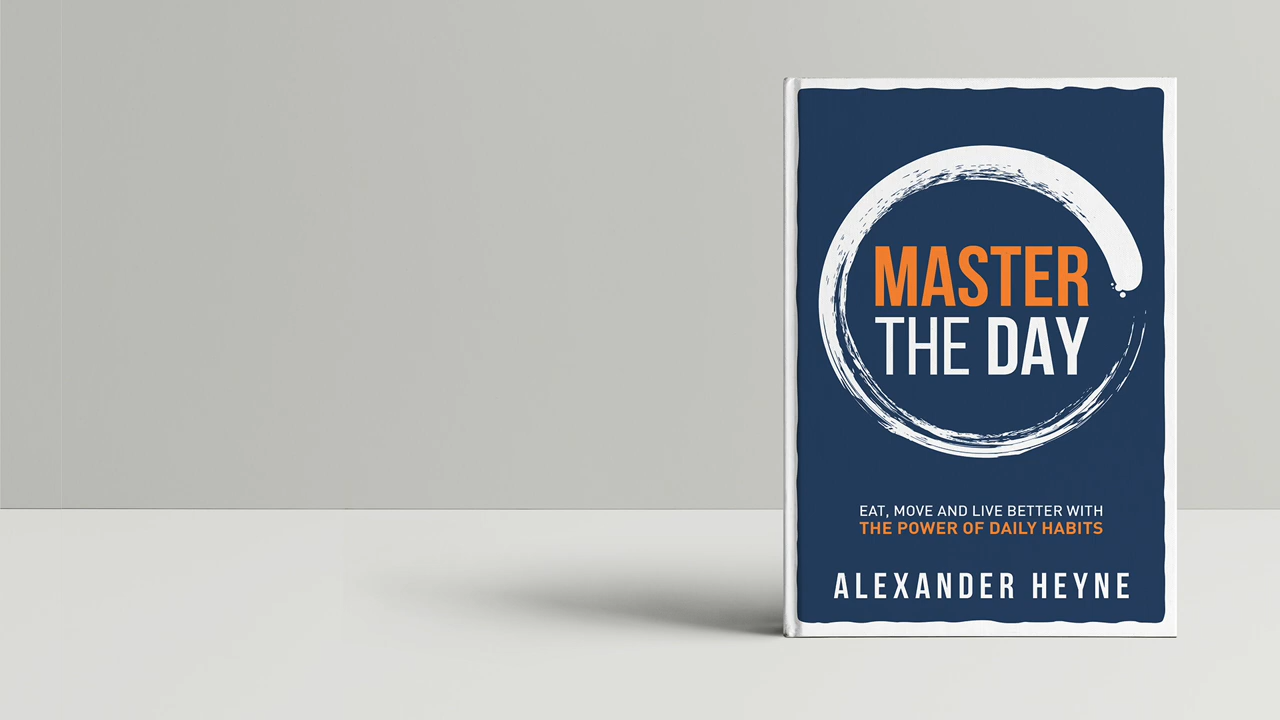 MASTER
THE DAY
EAT, MOVE AND LIVE BETTER WITH
THE POWER OF DAILY HABITS
ALEXANDER HEYNE